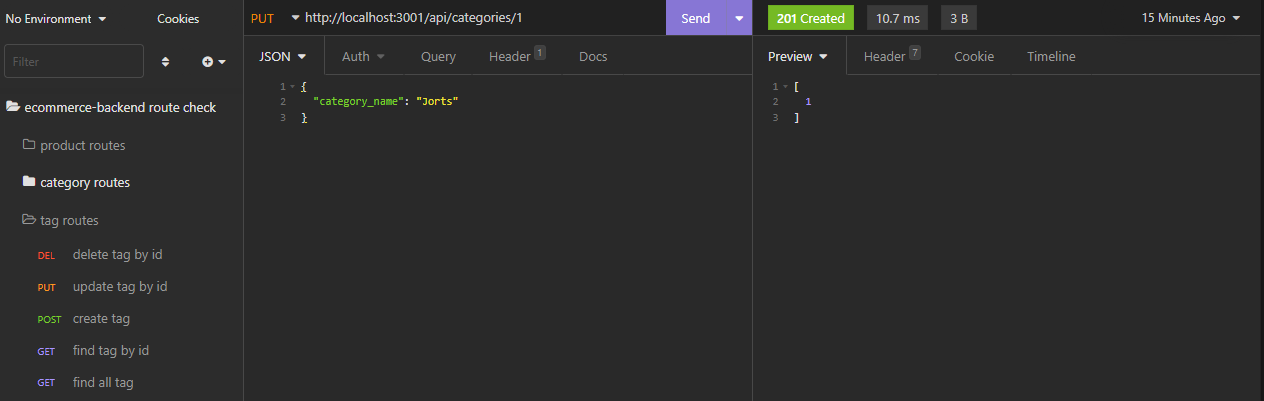 No Environment
Cookies
PUT http://localhost:3001/api/categories/1 Send
201 Created 10.7 ms 3 B 15 Minutes Ago
Filter
JSON Auth Query Header 1 Docs
Preview Header 7 Cookie Timeline
ecommerce-backend route check
product routes
category routes
tag routes
DEL delete tag by id
PUT update tag by id
POST create tag
GET find tag by id
GET find all tag
1 {
2 "category_name": "Jorts"
3 }
1 [
2 1
3 ]